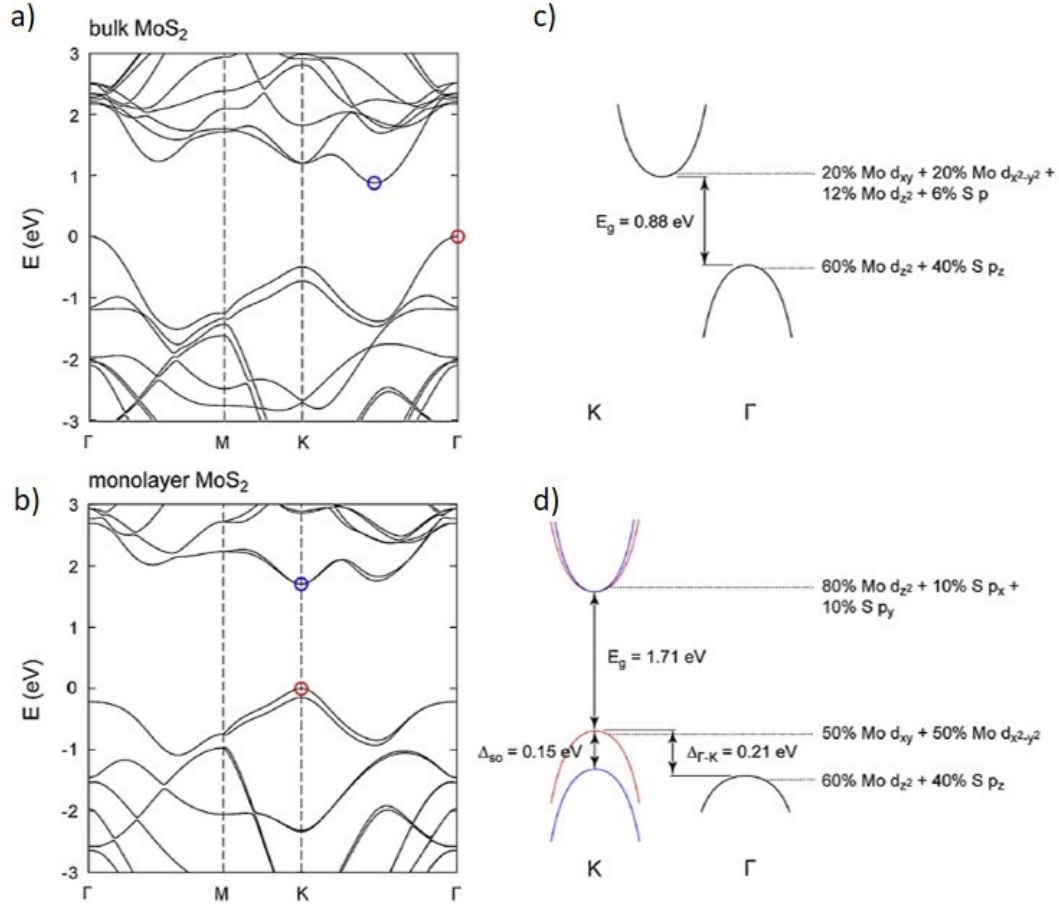 a)
bulk MoS₂
3
2
1
0
-1
-2
-3
E (eV)
Γ M K Γ
c)
20% Mo dxy + 20% Mo dx²-y² +
12% Mo dz² + 6% S p
Eg = 0.88 eV
60% Mo dz² + 40% S pz
K Γ
b)
monolayer MoS₂
3
2
1
0
-1
-2
-3
E (eV)
Γ M K Γ
d)
80% Mo dz² + 10% S px +
10% S py
Eg = 1.71 eV
50% Mo dxy + 50% Mo dx²-y²
Δso = 0.15 eV
ΔΓ-K = 0.21 eV
60% Mo dz² + 40% S pz
K Γ